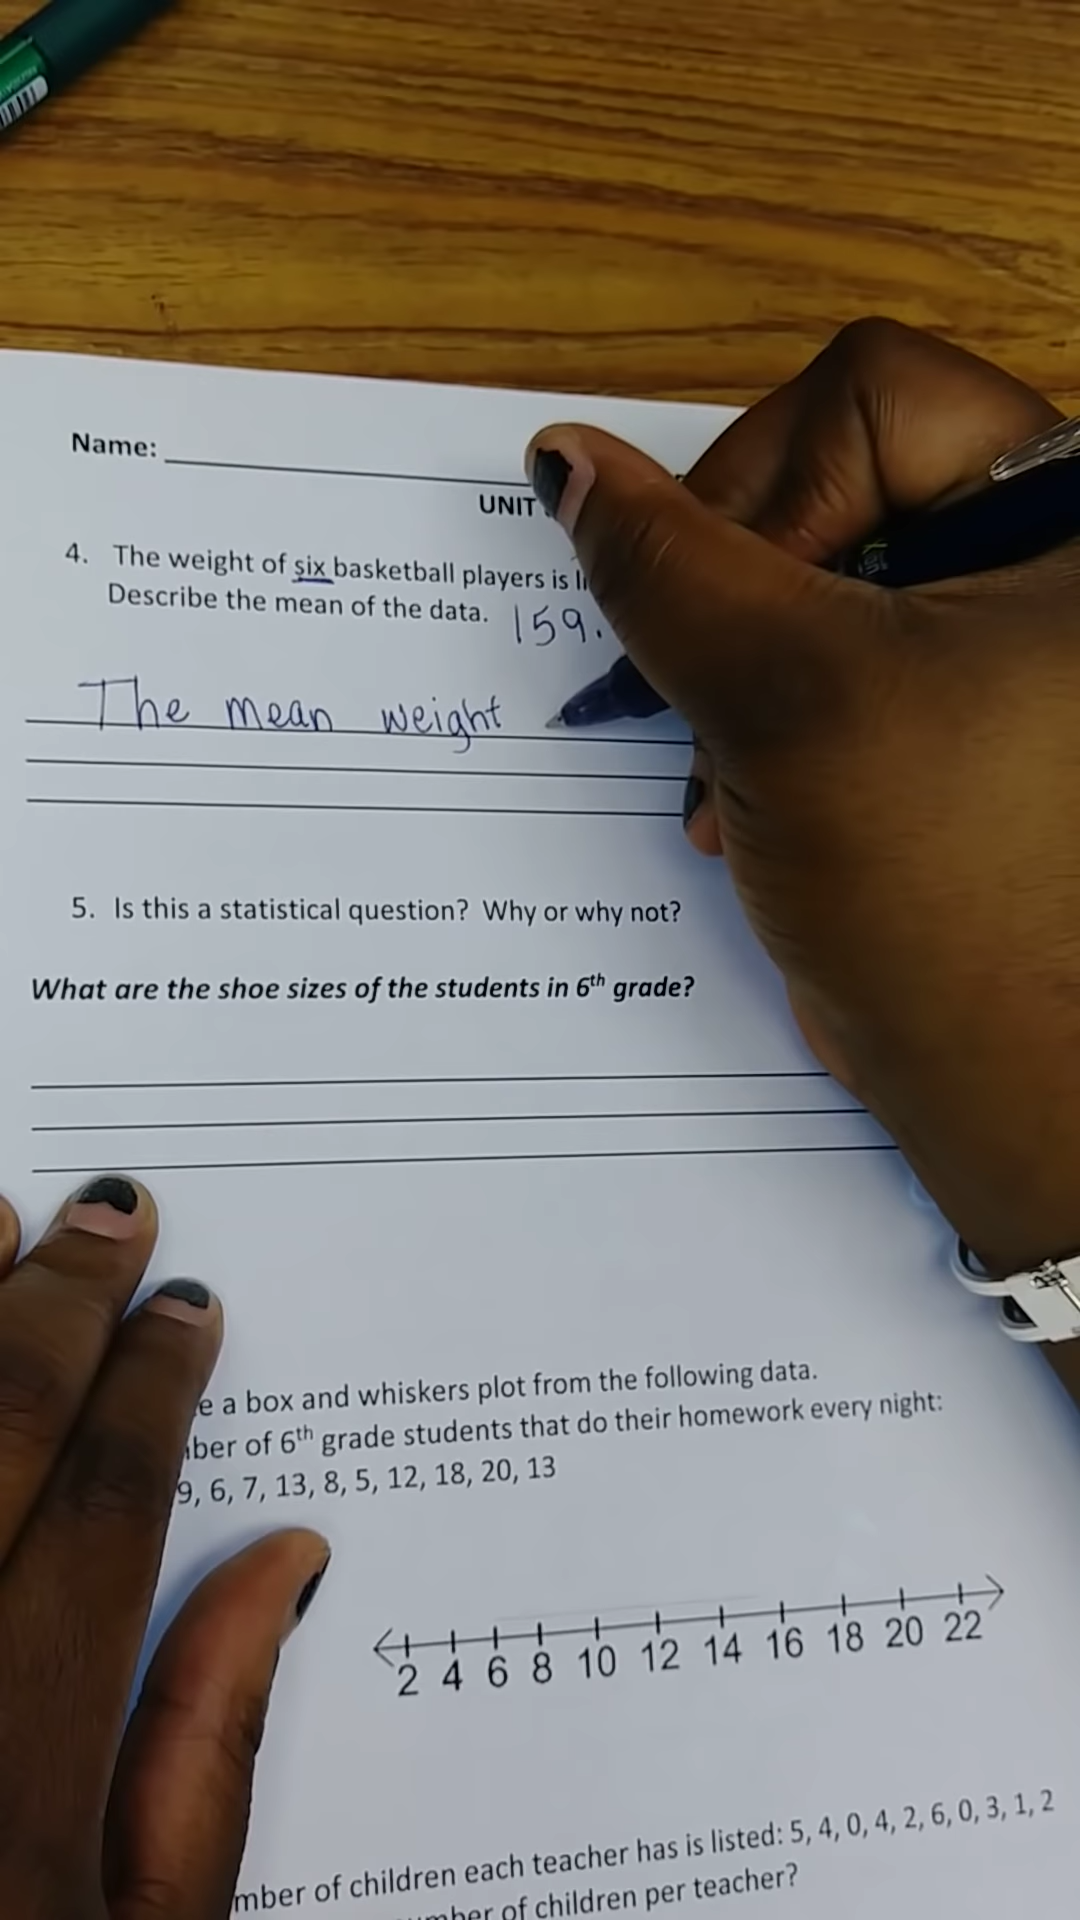 Name:
UNIT
4. The weight of six basketball players is
Describe the mean of the data. 159.
The mean weight
5. Is this a statistical question? Why or why not?
What are the shoe sizes of the students in 6th grade?
a box and whiskers plot from the following data.
of 6th grade students that do their homework every night:
9, 6, 7, 13, 8, 5, 12, 18, 20, 13
2 4 6 8 10 12 14 16 18 20 22
of children each teacher has is listed: 5, 4, 0, 4, 2, 6, 0, 3, 1, 2
of children per teacher?